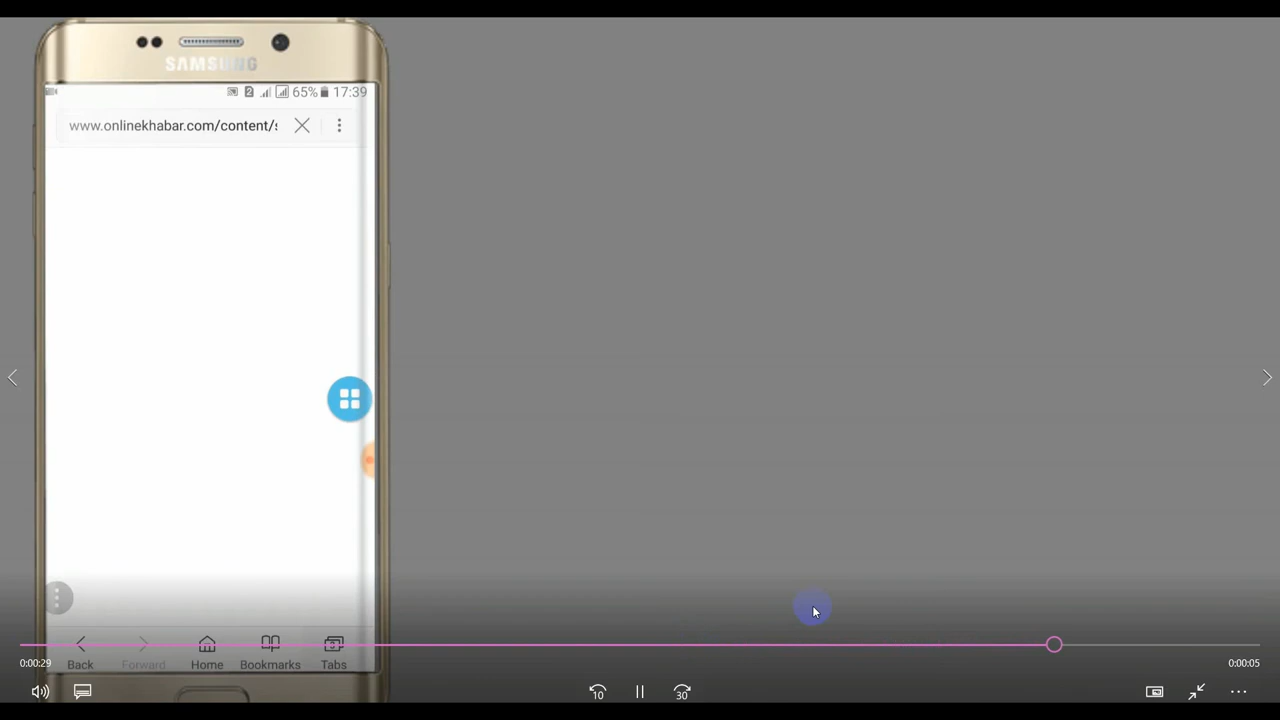 SAMSUNG
2 65% 17:39
www.onlinekhabar.com/content/s
Back Forward Home Bookmarks Tabs
0:00:29 0:00:05
10 30